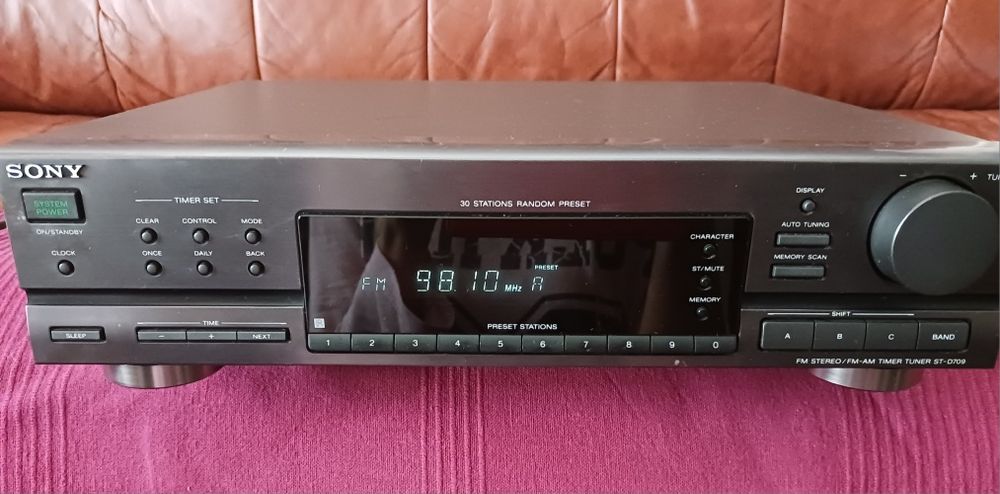 SONY
SYSTEM
POWER
ON/STANDBY
CLOCK
TIMER SET
CLEAR CONTROL MODE
ONCE DAILY BACK
SLEEP
TIME
− + NEXT
30 STATIONS RANDOM PRESET
FM 98.10 MHz PRESET A
CHARACTER
ST/MUTE
MEMORY
PRESET STATIONS
1 2 3 4 5 6 7 8 9 0
DISPLAY
AUTO TUNING
MEMORY SCAN
− +
SHIFT
A B C BAND
FM STEREO/FM-AM TIMER TUNER ST-D709